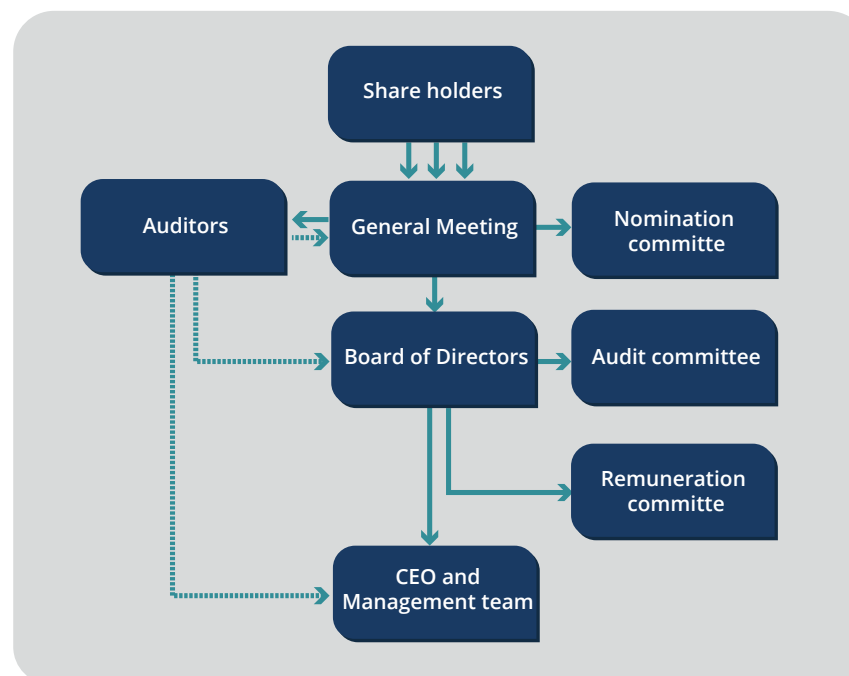 Share holders
Auditors
General Meeting
Nomination
committe
Board of Directors
Audit committee
Remuneration
committe
CEO and
Management team